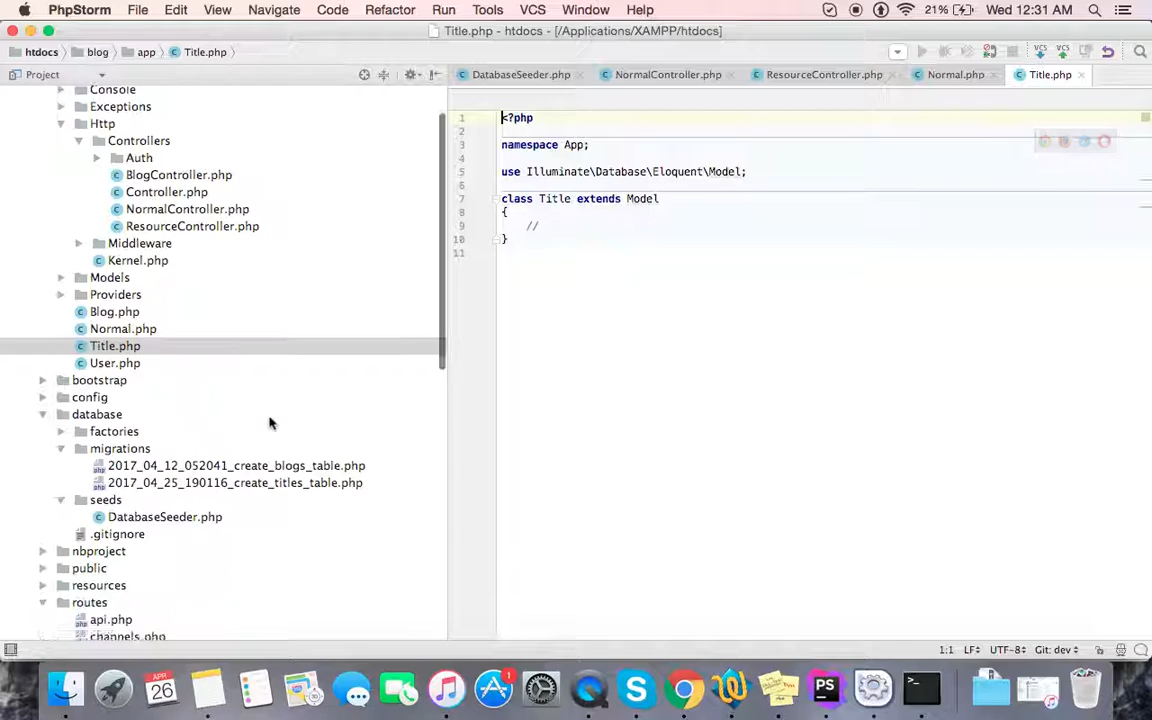 PhpStorm File Edit View Navigate Code Refactor Run Tools VCS Window Help 21% Wed 12:31 AM
Title.php - htdocs - [/Applications/XAMPP/htdocs]
htdocs blog app Title.php
Project
DatabaseSeeder.php NormalController.php ResourceController.php Normal.php Title.php
Console
Exceptions
Http
Controllers
Auth
BlogController.php
Controller.php
NormalController.php
ResourceController.php
Middleware
Kernel.php
Models
Providers
Blog.php
Normal.php
Title.php
User.php
bootstrap
config
database
factories
migrations
2017_04_12_052041_create_blogs_table.php
2017_04_25_190116_create_titles_table.php
seeds
DatabaseSeeder.php
.gitignore
nbproject
public
resources
routes
api.php
channels.php
1 <?php
2
3 namespace App;
4
5 use Illuminate\Database\Eloquent\Model;
6
7 class Title extends Model
8 {
9 //
10 }
11
1:1 LF UTF-8 Git: dev